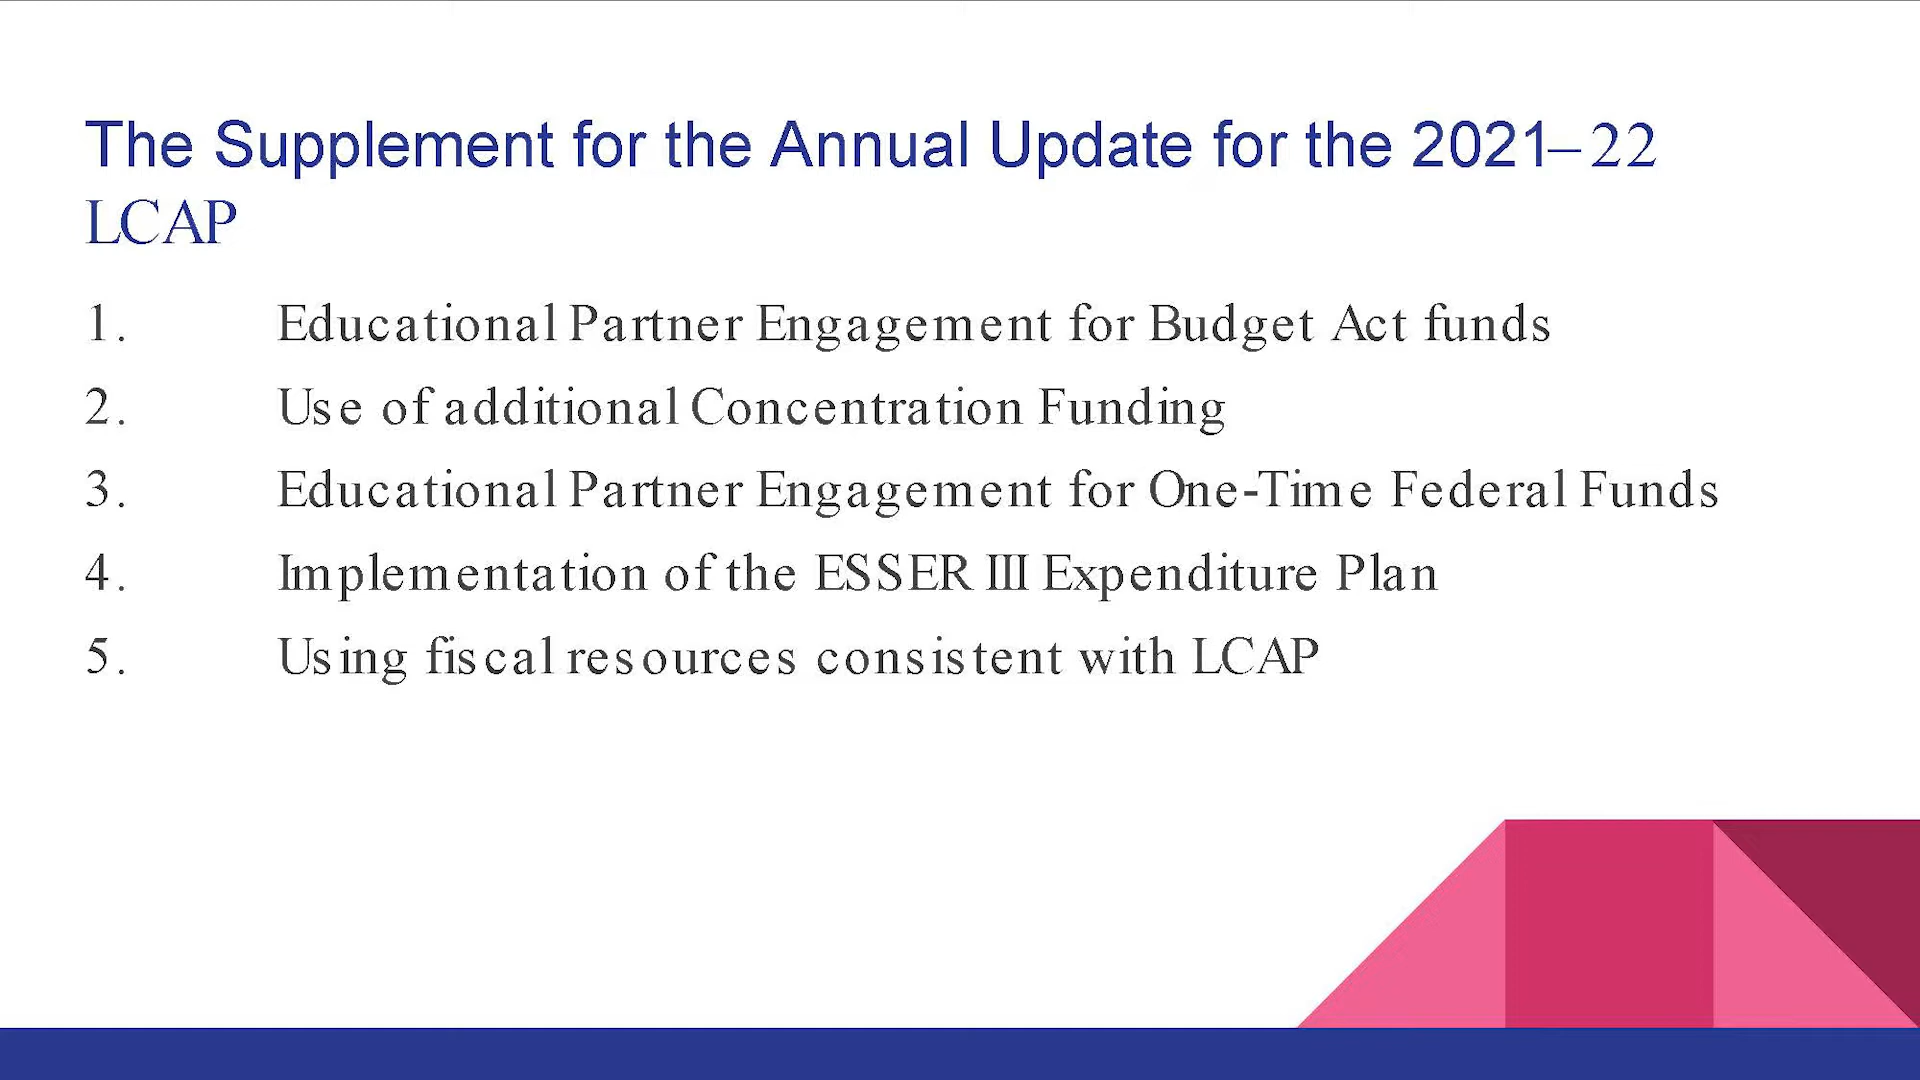 The Supplement for the Annual Update for the 2021–22
LCAP
1. Educational Partner Engagement for Budget Act funds
2. Use of additional Concentration Funding
3. Educational Partner Engagement for One-Time Federal Funds
4. Implementation of the ESSER III Expenditure Plan
5. Using fiscal resources consistent with LCAP